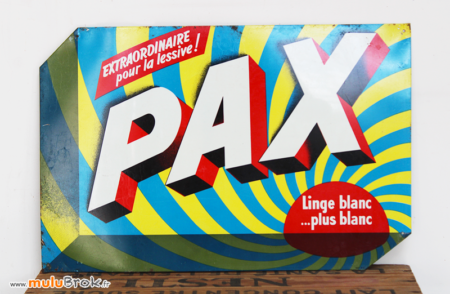 EXTRAORDINAIRE
pour la lessive!
PAX
Linge blanc
...plus blanc
www.muluBrok.fr